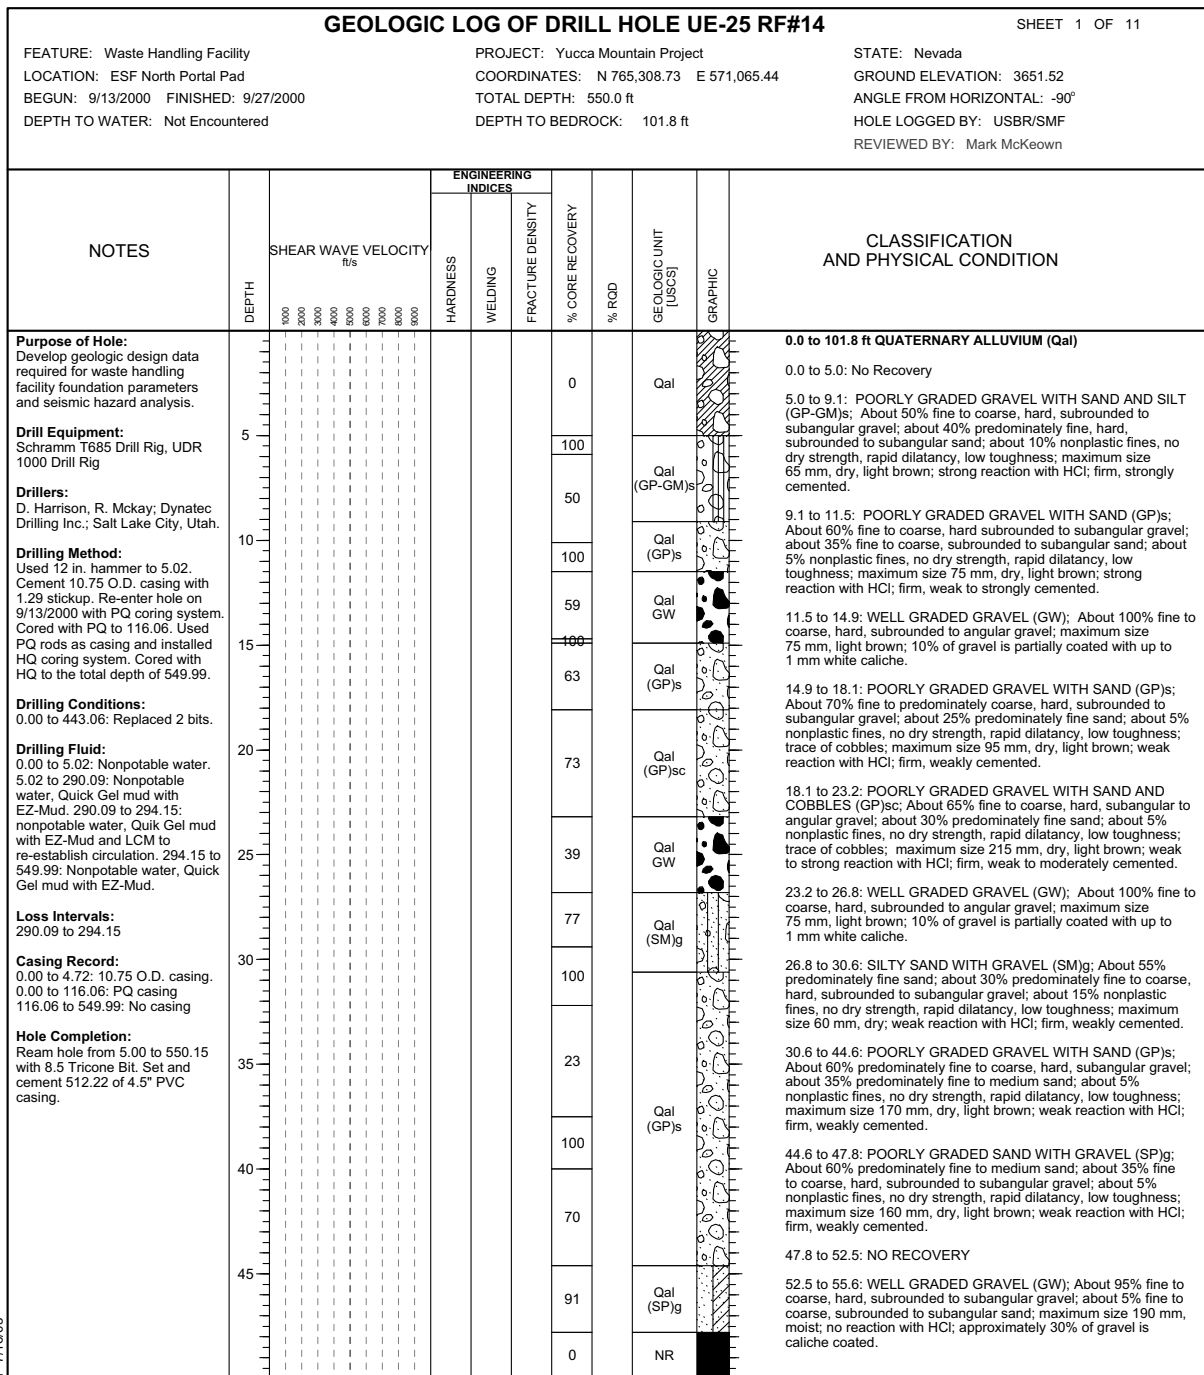 GEOLOGIC LOG OF DRILL HOLE UE-25 RF#14
SHEET 1 OF 11
FEATURE: Waste Handling Facility
LOCATION: ESF North Portal Pad
BEGUN: 9/13/2000 FINISHED: 9/27/2000
DEPTH TO WATER: Not Encountered
PROJECT: Yucca Mountain Project
COORDINATES: N 765,308.73 E 571,065.44
TOTAL DEPTH: 550.0 ft
DEPTH TO BEDROCK: 101.8 ft
STATE: Nevada
GROUND ELEVATION: 3651.52
ANGLE FROM HORIZONTAL: -90°
HOLE LOGGED BY: USBR/SMF
REVIEWED BY: Mark McKeown
NOTES
DEPTH
SHEAR WAVE VELOCITY
ft/s
1000
2000
3000
4000
5000
6000
7000
8000
9000
ENGINEERING
INDICES
HARDNESS
WELDING
FRACTURE DENSITY
% CORE RECOVERY
% RQD
GEOLOGIC UNIT
[USCS]
GRAPHIC
CLASSIFICATION
AND PHYSICAL CONDITION
Purpose of Hole:
Develop geologic design data
required for waste handling
facility foundation parameters
and seismic hazard analysis.
Drill Equipment:
Schramm T685 Drill Rig, UDR
1000 Drill Rig
Drillers:
D. Harrison, R. Mckay; Dynatec
Drilling Inc.; Salt Lake City, Utah.
Drilling Method:
Used 12 in. hammer to 5.02.
Cement 10.75 O.D. casing with
1.29 stickup. Re-enter hole on
9/13/2000 with PQ coring system.
Cored with PQ to 116.06. Used
PQ rods as casing and installed
HQ coring system. Cored with
HQ to the total depth of 549.99.
Drilling Conditions:
0.00 to 443.06: Replaced 2 bits.
Drilling Fluid:
0.00 to 5.02: Nonpotable water.
5.02 to 290.09: Nonpotable
water, Quick Gel mud with
EZ-Mud. 290.09 to 294.15:
nonpotable water, Quik Gel mud
with EZ-Mud and LCM to
re-establish circulation. 294.15 to
549.99: Nonpotable water, Quick
Gel mud with EZ-Mud.
Loss Intervals:
290.09 to 294.15
Casing Record:
0.00 to 4.72: 10.75 O.D. casing.
0.00 to 116.06: PQ casing
116.06 to 549.99: No casing
Hole Completion:
Ream hole from 5.00 to 550.15
with 8.5 Tricone Bit. Set and
cement 512.22 of 4.5" PVC
casing.
5
10
15
20
25
30
35
40
45
0
100
50
100
59
100
63
73
39
77
100
23
100
70
91
0
Qal
Qal
(GP-GM)s
Qal
(GP)s
Qal
GW
Qal
(GP)s
Qal
(GP)sc
Qal
GW
Qal
(SM)g
Qal
(GP)s
Qal
(SP)g
NR
0.0 to 101.8 ft QUATERNARY ALLUVIUM (Qal)
0.0 to 5.0: No Recovery
5.0 to 9.1: POORLY GRADED GRAVEL WITH SAND AND SILT
(GP-GM)s; About 50% fine to coarse, hard, subrounded to
subangular gravel; about 40% predominately fine, hard,
subrounded to subangular sand; about 10% nonplastic fines, no
dry strength, rapid dilatancy, low toughness; maximum size
65 mm, dry, light brown; strong reaction with HCl; firm, strongly
cemented.
9.1 to 11.5: POORLY GRADED GRAVEL WITH SAND (GP)s;
About 60% fine to coarse, hard subrounded to subangular gravel;
about 35% fine to coarse, subrounded to subangular sand; about
5% nonplastic fines, no dry strength, rapid dilatancy, low
toughness; maximum size 75 mm, dry, light brown; strong
reaction with HCl; firm, weak to strongly cemented.
11.5 to 14.9: WELL GRADED GRAVEL (GW); About 100% fine to
coarse, hard, subrounded to angular gravel; maximum size
75 mm, light brown; 10% of gravel is partially coated with up to
1 mm white caliche.
14.9 to 18.1: POORLY GRADED GRAVEL WITH SAND (GP)s;
About 70% fine to predominately coarse, hard, subrounded to
subangular gravel; about 25% predominately fine sand; about 5%
nonplastic fines, no dry strength, rapid dilatancy, low toughness;
trace of cobbles; maximum size 95 mm, dry, light brown; weak
reaction with HCl; firm, weakly cemented.
18.1 to 23.2: POORLY GRADED GRAVEL WITH SAND AND
COBBLES (GP)sc; About 65% fine to coarse, hard, subangular to
angular gravel; about 30% predominately fine sand; about 5%
nonplastic fines, no dry strength, rapid dilatancy, low toughness;
trace of cobbles; maximum size 215 mm, dry, light brown; weak
to strong reaction with HCl; firm, weak to moderately cemented.
23.2 to 26.8: WELL GRADED GRAVEL (GW); About 100% fine to
coarse, hard, subrounded to angular gravel; maximum size
75 mm, light brown; 10% of gravel is partially coated with up to
1 mm white caliche.
26.8 to 30.6: SILTY SAND WITH GRAVEL (SM)g; About 55%
predominately fine sand; about 30% predominately fine to coarse,
hard, subrounded to subangular gravel; about 15% nonplastic
fines, no dry strength, rapid dilatancy, low toughness; maximum
size 60 mm, dry; weak reaction with HCl; firm, weakly cemented.
30.6 to 44.6: POORLY GRADED GRAVEL WITH SAND (GP)s;
About 60% predominately fine to coarse, hard, subangular gravel;
about 35% predominately fine to medium sand; about 5%
nonplastic fines, no dry strength, rapid dilatancy, low toughness;
maximum size 170 mm, dry, light brown; weak reaction with HCl;
firm, weakly cemented.
44.6 to 47.8: POORLY GRADED SAND WITH GRAVEL (SP)g;
About 60% predominately fine to medium sand; about 35% fine
to coarse, hard, subrounded to subangular gravel; about 5%
nonplastic fines, no dry strength, rapid dilatancy, low toughness;
maximum size 160 mm, dry, light brown; weak reaction with HCl;
firm, weakly cemented.
47.8 to 52.5: NO RECOVERY
52.5 to 55.6: WELL GRADED GRAVEL (GW); About 95% fine to
coarse, hard, subrounded to subangular gravel; about 5% fine to
coarse, subrounded to subangular sand; maximum size 190 mm,
moist; no reaction with HCl; approximately 30% of gravel is
caliche coated.